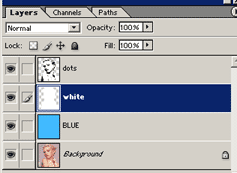 Layers Channels Paths
Normal Opacity: 100%
Lock: Fill: 100%
dots
white
BLUE
Background